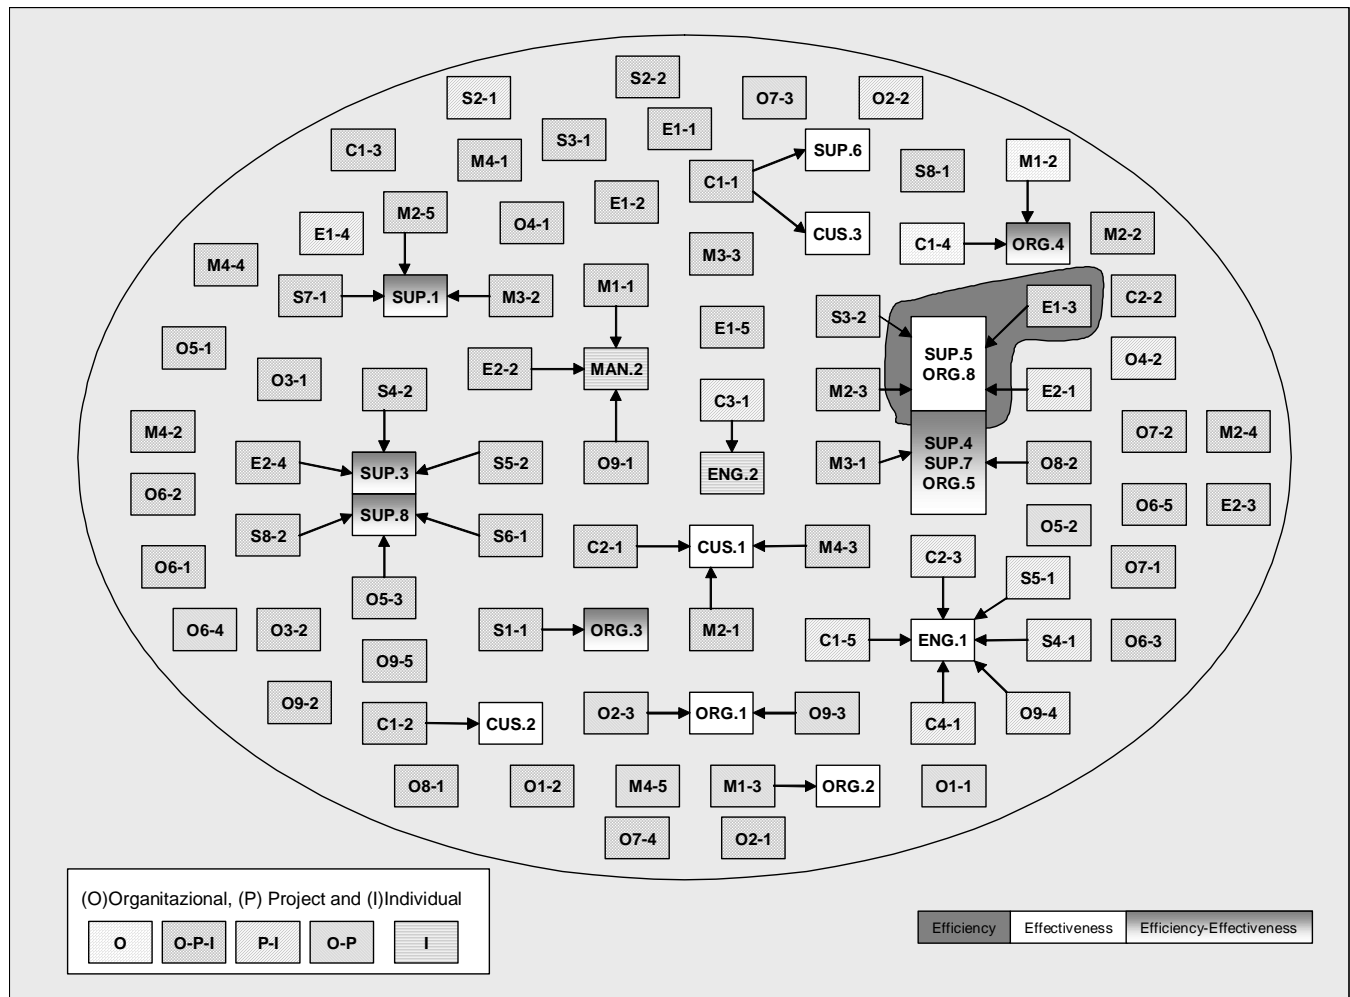 S2-2
S2-1
O7-3
O2-2
E1-1
S3-1
C1-3
M4-1
SUP.6
M1-2
S8-1
C1-1
E1-2
M2-5
O4-1
E1-4
CUS.3
C1-4
ORG.4
M2-2
M3-3
M4-4
M1-1
S7-1
SUP.1
M3-2
C2-2
E1-3
S3-2
E1-5
O5-1
SUP.5
ORG.8
O4-2
E2-2
MAN.2
O3-1
S4-2
M2-3
E2-1
C3-1
M4-2
O7-2
M2-4
SUP.4
SUP.7
ORG.5
E2-4
SUP.3
S5-2
O9-1
ENG.2
M3-1
O8-2
O6-2
O6-5
E2-3
SUP.8
S8-2
S6-1
O5-2
C2-1
CUS.1
M4-3
C2-3
O6-1
O7-1
S5-1
O5-3
O6-4
O3-2
S1-1
ORG.3
M2-1
C1-5
ENG.1
S4-1
O6-3
O9-5
O9-2
C1-2
CUS.2
O2-3
ORG.1
O9-3
C4-1
O9-4
O8-1
O1-2
M4-5
M1-3
ORG.2
O1-1
O7-4
O2-1
(O)Organitazional, (P) Project and (I)Individual
O O-P-I P-I O-P I
Efficiency Effectiveness Efficiency-Effectiveness